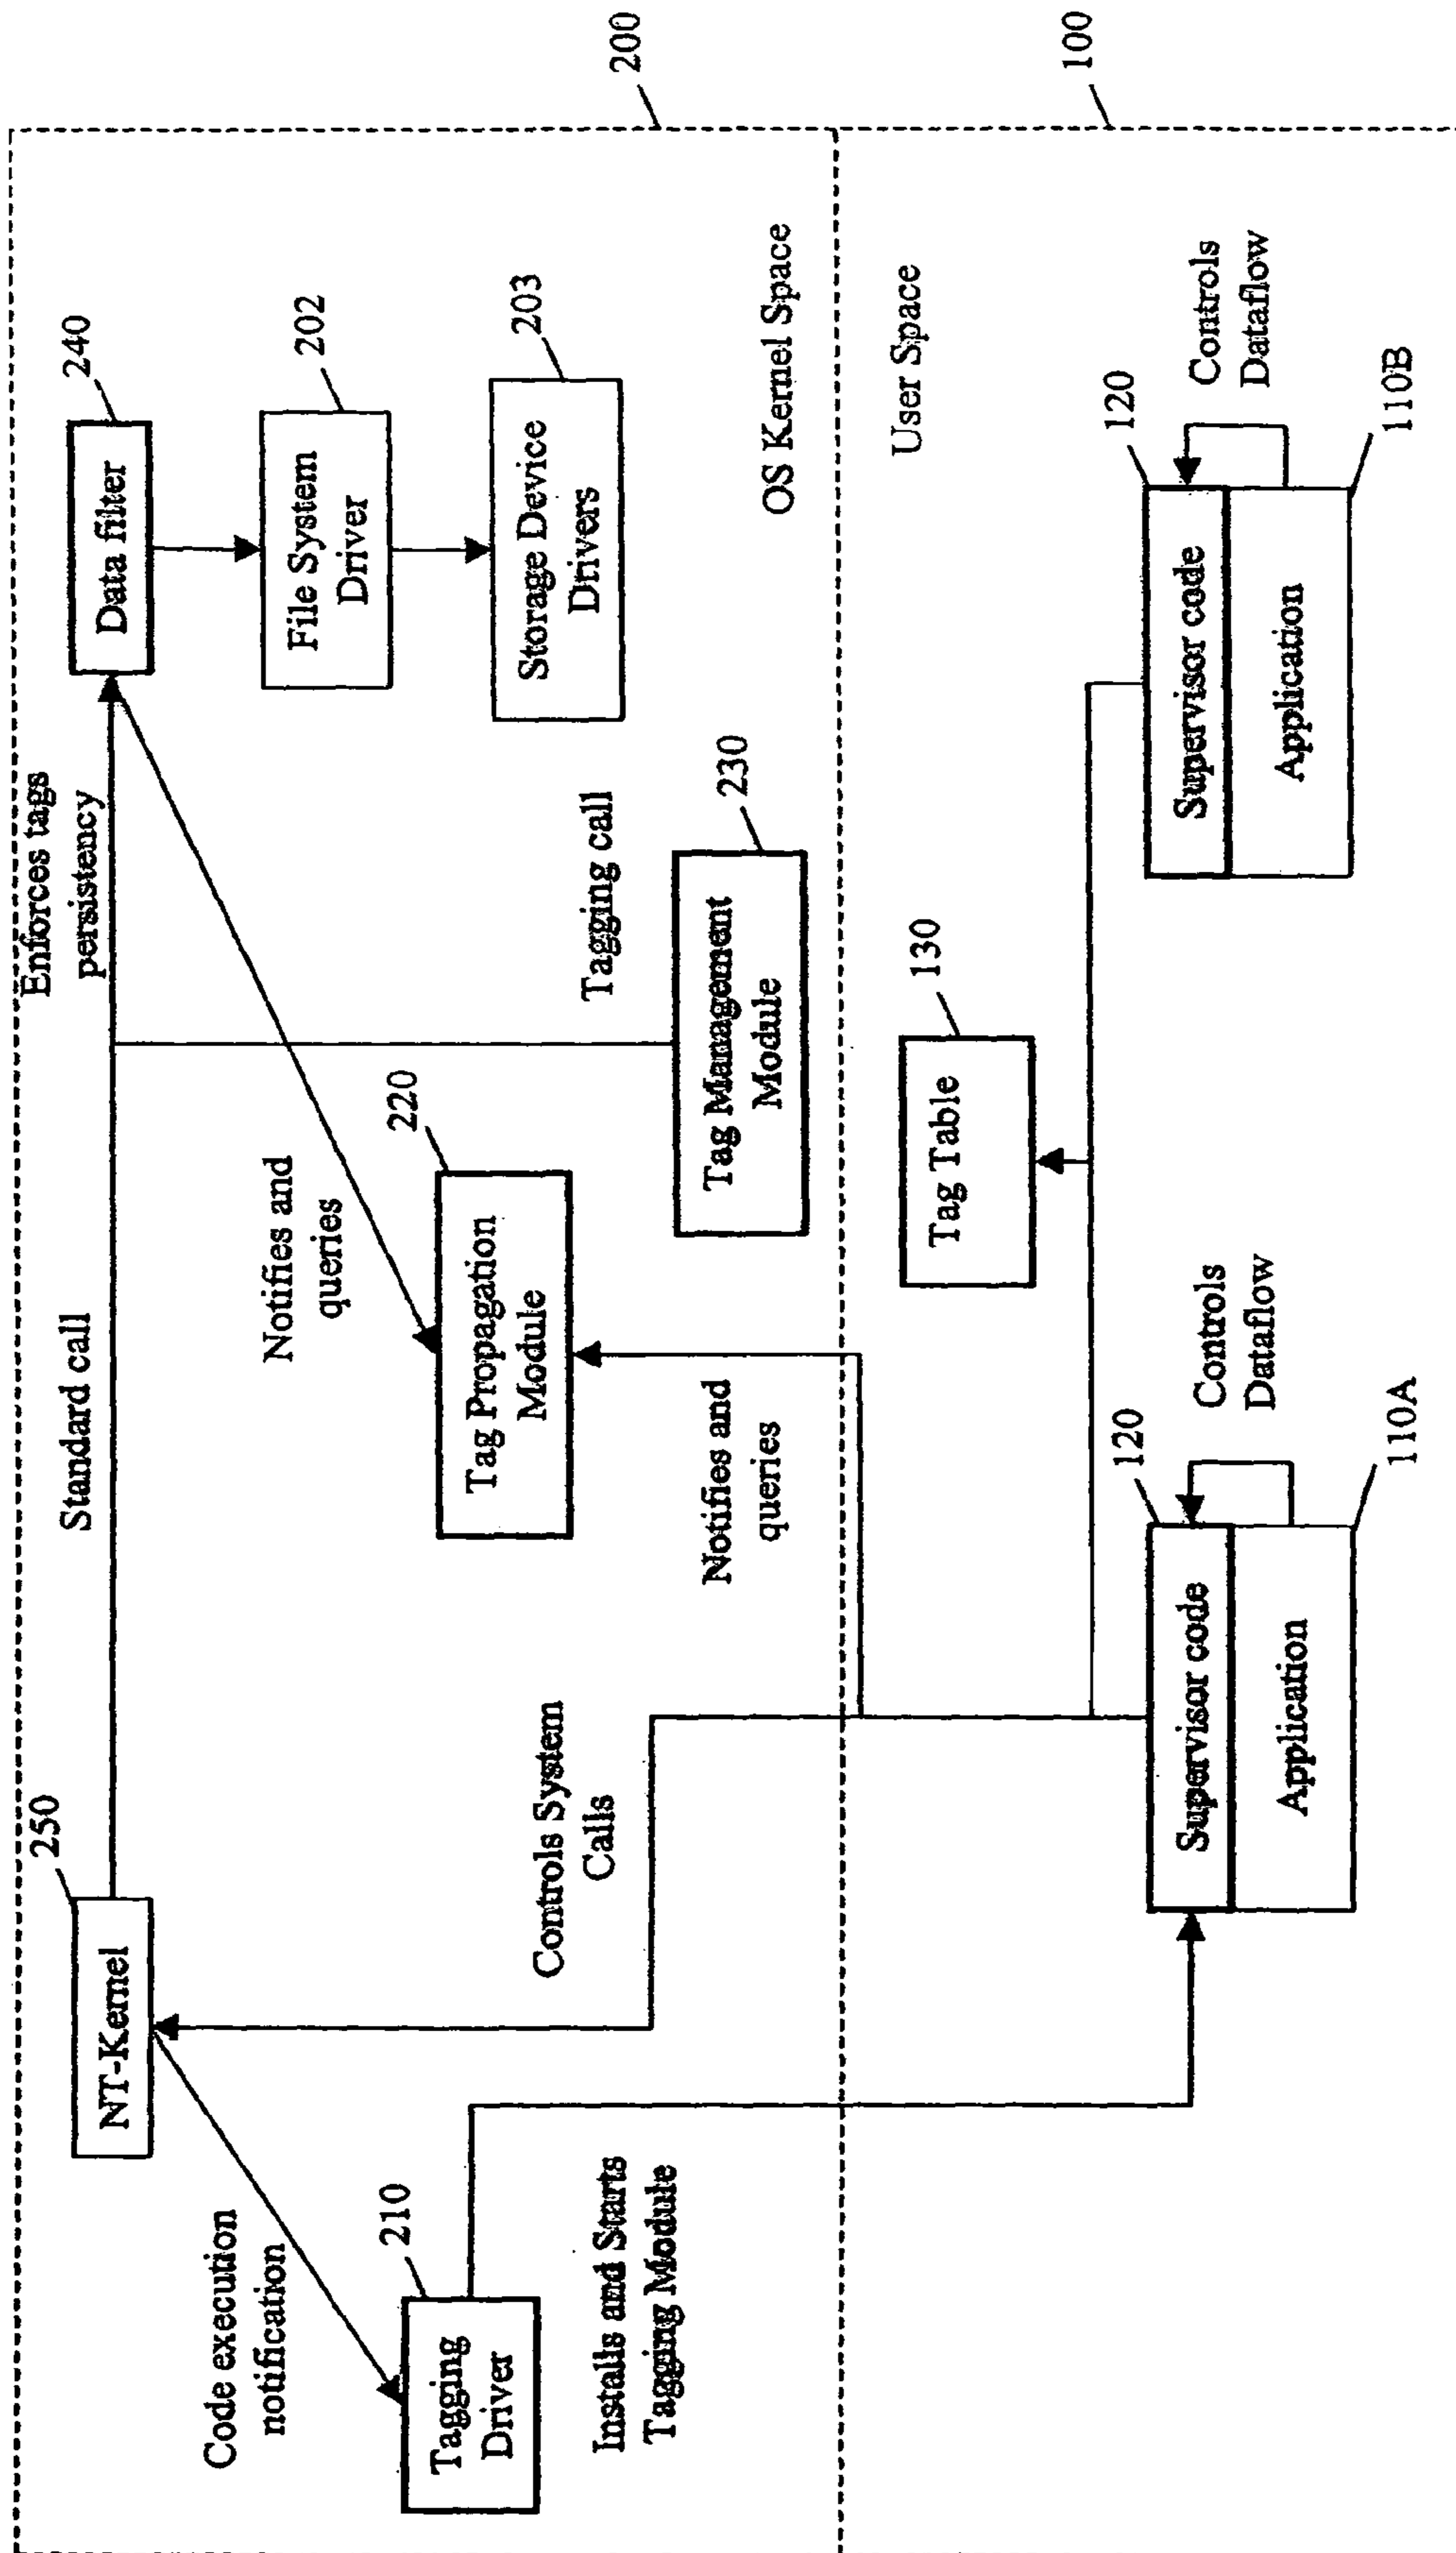 250
NT-Kernel
Standard call
Enforces tags
persistency
240
Data filter
Code execution
notification
Notifies and
queries
202
File System
Driver
210
Tagging
Driver
220
Tag Propagation
Module
203
Storage Device
Drivers
200
Controls System
Calls
Tagging call
Installs and Starts
Tagging Module
Notifies and
queries
230
Tag Management
Module
OS Kernel Space
User Space
130
Tag Table
100
120
Supervisor code
Application
Controls
Dataflow
110A
120
Supervisor code
Application
Controls
Dataflow
110B